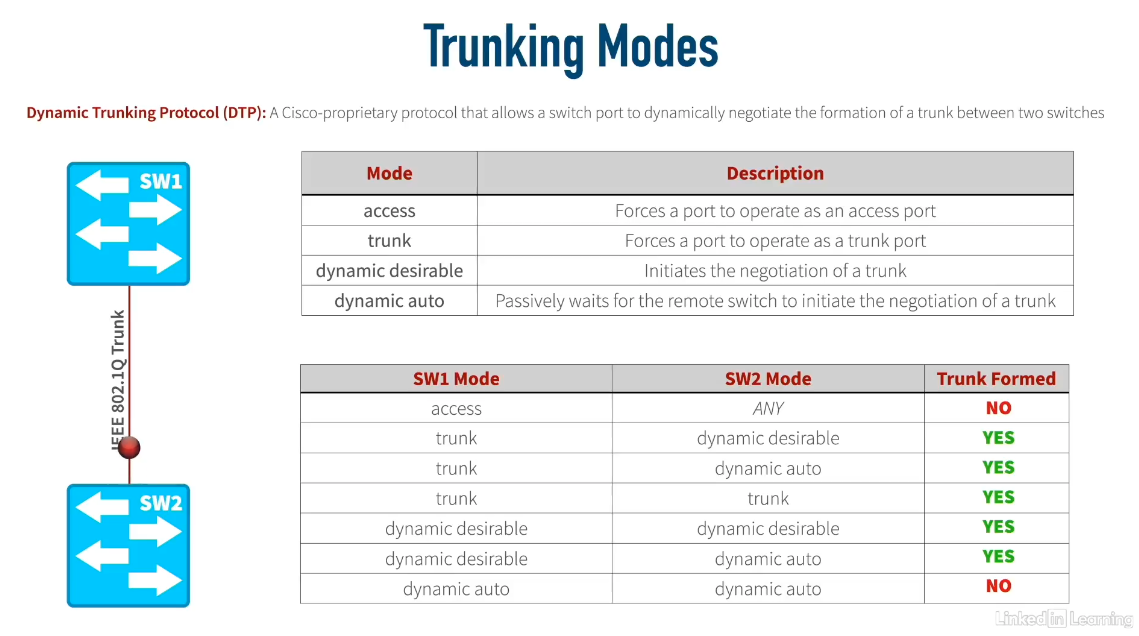 Trunking Modes
Dynamic Trunking Protocol (DTP): A Cisco-proprietary protocol that allows a switch port to dynamically negotiate the formation of a trunk between two switches
SW1
IEEE 802.1Q Trunk
SW2
Mode Description
access Forces a port to operate as an access port
trunk Forces a port to operate as a trunk port
dynamic desirable Initiates the negotiation of a trunk
dynamic auto Passively waits for the remote switch to initiate the negotiation of a trunk
SW1 Mode SW2 Mode Trunk Formed
access ANY NO
trunk dynamic desirable YES
trunk dynamic auto YES
trunk trunk YES
dynamic desirable dynamic desirable YES
dynamic desirable dynamic auto YES
dynamic auto dynamic auto NO
Linked in Learning